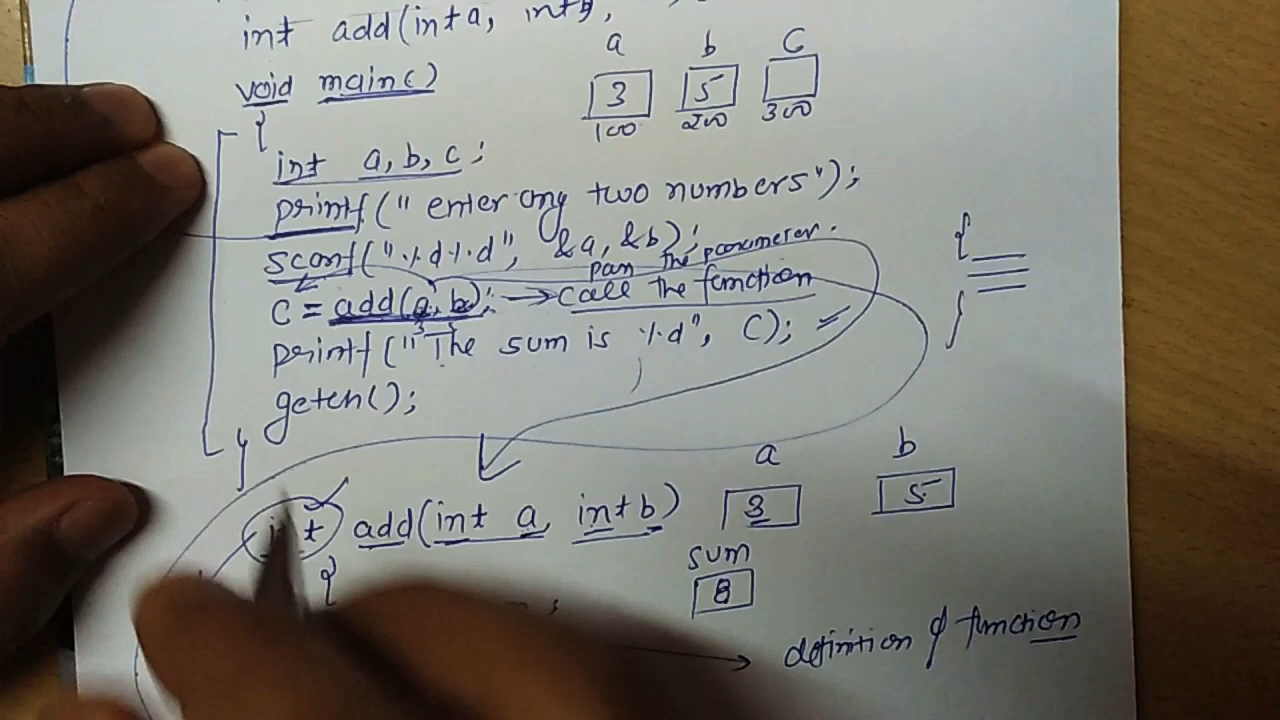 int add(int a, int b,
a b C
void main()
3 5
100 200 300
{
int a, b, c;
printf("enter any two numbers");
scanf("%d%d", &a, &b);
pass the parameter.
c = add(a, b); → call the function
3 5
printf("The sum is %d", C);
getch();
}
{
}
a b
int add(int a, int b) 3 5
{
sum
8
;
definition of function